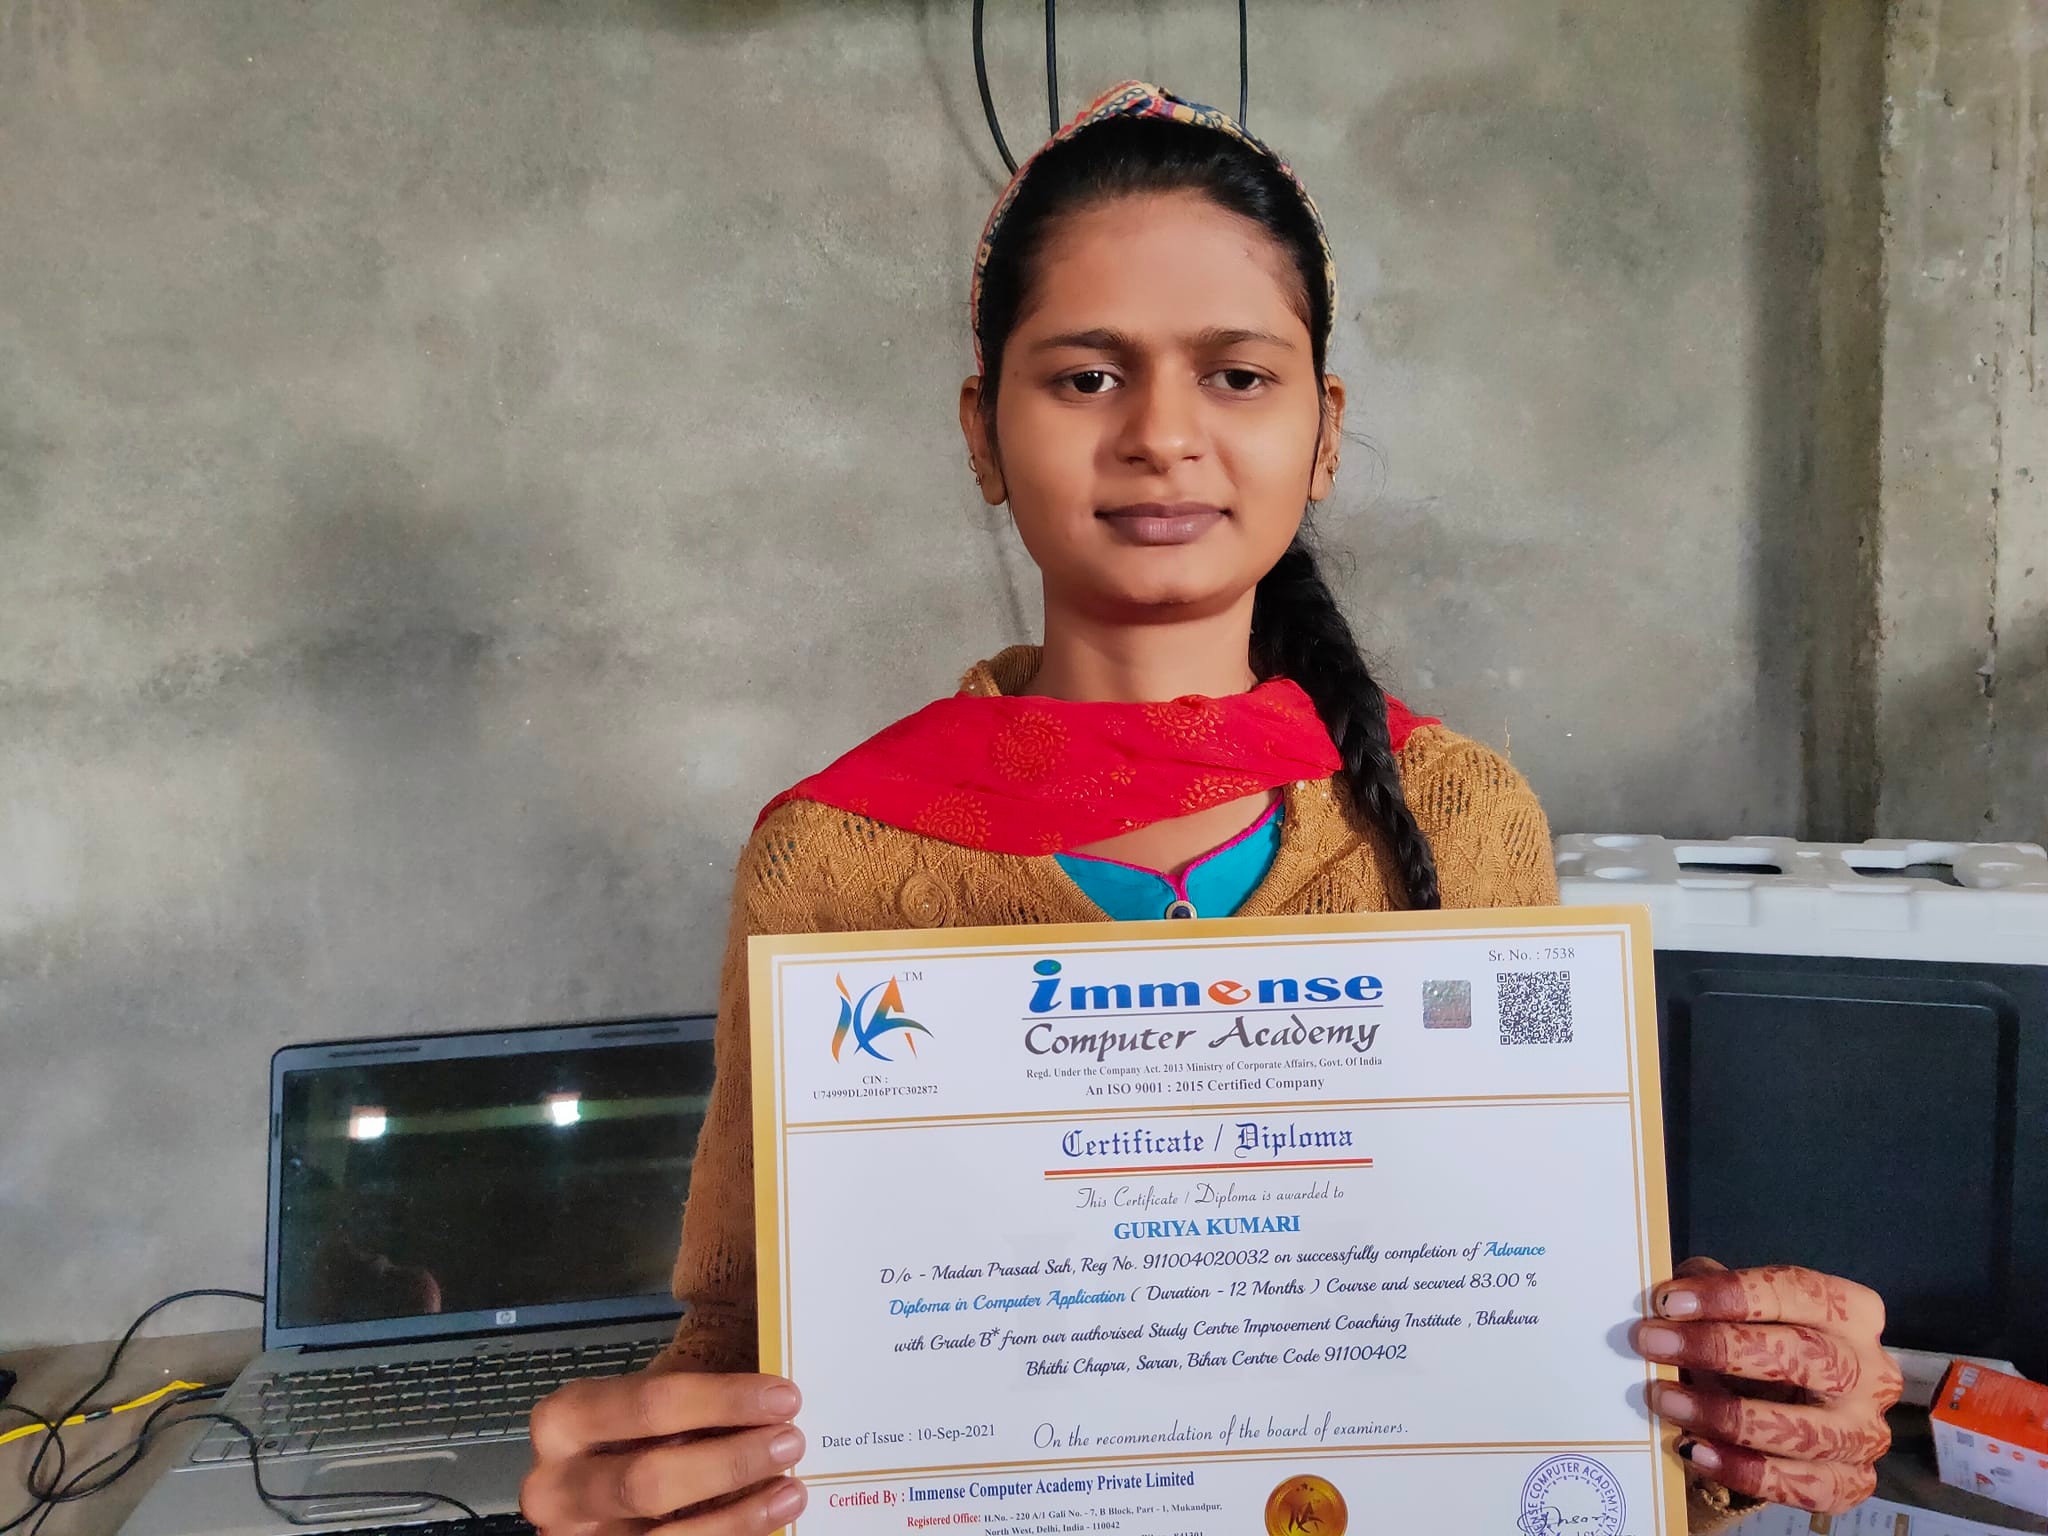 Sr. No. : 7538
TM
immense
Computer Academy
Regd. Under the Company Act. 2013 Ministry of Corporate Affairs, Govt. Of India
An ISO 9001 : 2015 Certified Company
CIN :
U74999DL2016PTC302872
Certificate / Diploma
This Certificate / Diploma is awarded to
GURIYA KUMARI
D/o - Madan Prasad Sah, Reg No. 911004020032 on successfully completion of Advance
Diploma in Computer Application ( Duration - 12 Months ) Course and secured 83.00 %
with Grade B* from our authorised Study Centre Improvement Coaching Institute , Bhakura
Bhithi Chapra, Saran, Bihar Centre Code 91100402
Date of Issue : 10-Sep-2021
On the recommendation of the board of examiners.
Certified By : Immense Computer Academy Private Limited
Registered Office: H.No. - 220 A/1 Gali No. - 7, B Block, Part - 1, Mukandpur,
North West, Delhi, India - 110042
COMPUTER ACADEMY
hp